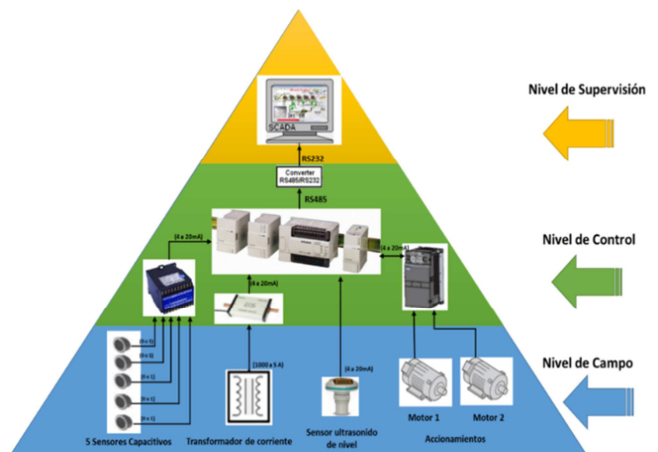 Nivel de Supervisión
SCADA
RS232
Converter
RS485/RS232
RS485
(4 a 20mA)
(4 a 20mA)
Nivel de Control
(4 a 20mA)
Nivel de Campo
(1000 a 5 A)
(4 a 20mA)
Motor 1
Motor 2
5 Sensores Capacitivos
Transformador de corriente
Sensor ultrasonido
de nivel
Accionamientos